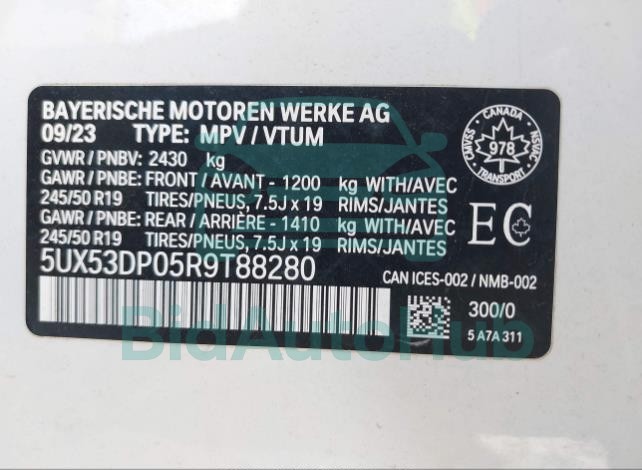 BAYERISCHE MOTOREN WERKE AG
09/23 TYPE: MPV / VTUM
GVWR / PNBV: 2430 kg
GAWR / PNBE: FRONT / AVANT - 1200 kg WITH/AVEC
245/50 R19 TIRES/PNEUS, 7.5J x 19 RIMS/JANTES
GAWR / PNBE: REAR / ARRIÈRE - 1410 kg WITH/AVEC
245/50 R19 TIRES/PNEUS, 7.5J x 19 RIMS/JANTES
5UX53DP05R9T88280
CANADA
CMVSS
978
NSVAC
TRANSPORT
EC
CAN ICES-002 / NMB-002
300/0
5 A7A 311
BidAutoHub